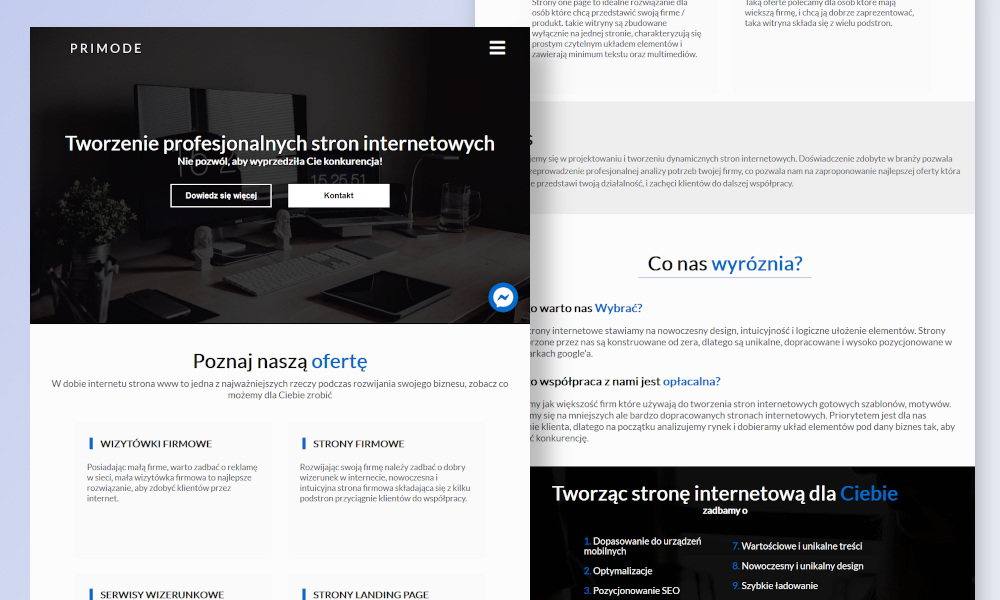 PRIMODE
Tworzenie profesjonalnych stron internetowych
Nie pozwól, aby wyprzedziła Cie konkurencja!
Dowiedz się więcej
Kontakt
15 25 51
Poznaj naszą ofertę
W dobie internetu strona www to jedna z najważniejszych rzeczy podczas rozwijania swojego biznesu, zobacz co
możemy dla Ciebie zrobić
WIZYTÓWKI FIRMOWE
Posiadając małą firme, warto zadbać o reklamę
w sieci, mała wizytówka firmowa to najlepsze
rozwiązanie, aby zdobyć klientów przez
internet.
STRONY FIRMOWE
Rozwijając swoją firmę należy zadbać o dobry
wizerunek w internecie, nowoczesna i
intuicyjna strona firmowa składająca się z kilku
podstron przyciągnie klientów do współpracy.
SERWISY WIZERUNKOWE
STRONY LANDING PAGE
Strony one page to idealne rozwiązanie dla
osób które chcą przedstawić swoją firme /
produkt. takie witryny są zbudowane
wyłącznie na jednej stronie, charakteryzują się
prostym czytelnym układem elementów i
zawierają minimum tekstu oraz multimediów.
Taką oferte polecamy dla osób które mają
wiekszą firmę, i chcą ją dobrze zaprezentować,
taka witryna składa się z wielu podstron.
s
emy się w projektowaniu i tworzeniu dynamicznych stron internetowych. Doświadczenie zdobyte w branży pozwala
zeprowadzenie profesjonalnej analizy potrzeb twojej firmy, co pozwala nam na zaproponowanie najlepszej oferty która
e przedstawi twoją działalność, i zachęci klientów do dalszej współpracy.
Co nas wyróznia?
o warto nas Wybrać?
rony internetowe stawiamy na nowoczesny design, intuicyjność i logiczne ułożenie elementów. Strony
rzone przez nas są konstruowane od zera, dlatego są unikalne, dopracowane i wysoko pozycjonowane w
arkach google'a.
o współpraca z nami jest opłacalna?
my jak większość firm które używają do tworzenia stron internetowych gotowych szablonów, motywów.
my się na mniejszych ale bardzo dopracowanych stronach internetowych. Priorytetem jest dla nas
ie klienta, dlatego na początku analizujemy rynek i dobieramy układ elementów pod dany biznes tak, aby
ć konkurencję.
Tworząc stronę internetową dla Ciebie
zadbamy o
1. Dopasowanie do urządzeń
mobilnych
2. Optymalizacje
3. Pozycjonowanie SEO
7. Wartościowe i unikalne treści
8. Nowoczesny i unikalny design
9. Szybkie ładowanie